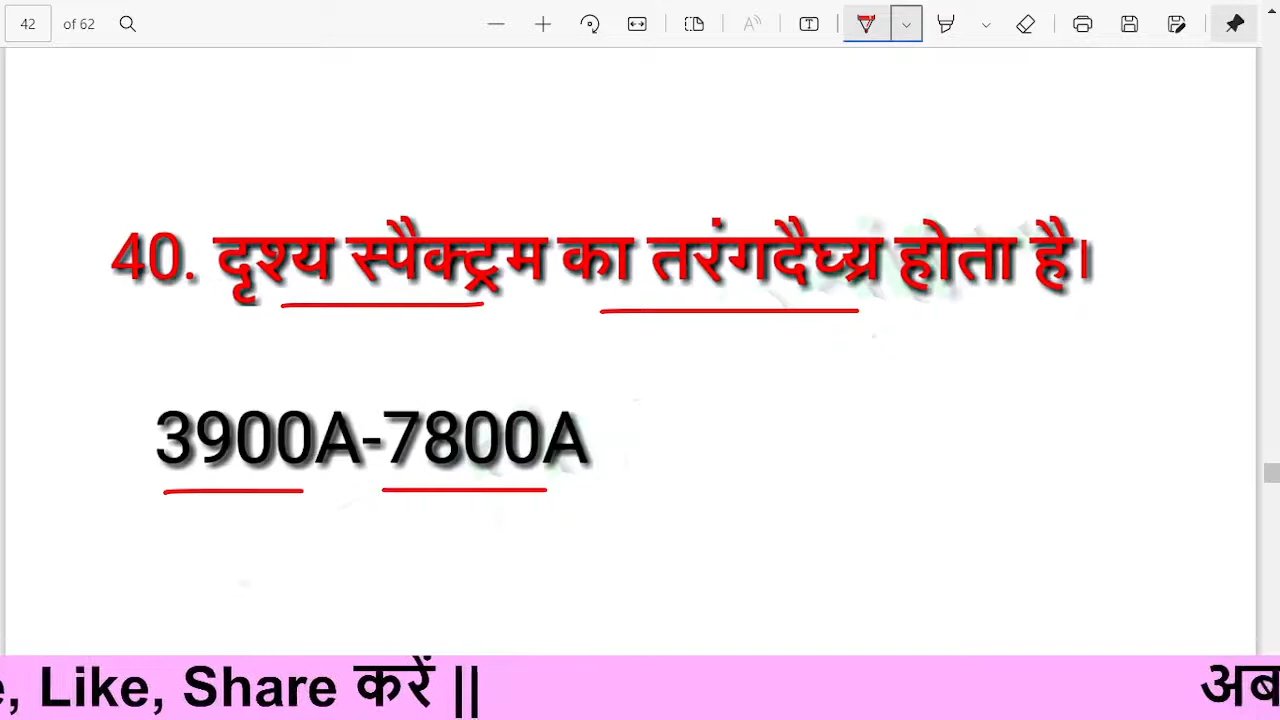 42 of 62
40. दृश्य स्पैक्ट्रम का तरंगदैघ्र्य होता है।
3900A-7800A
, Like, Share करें || अब